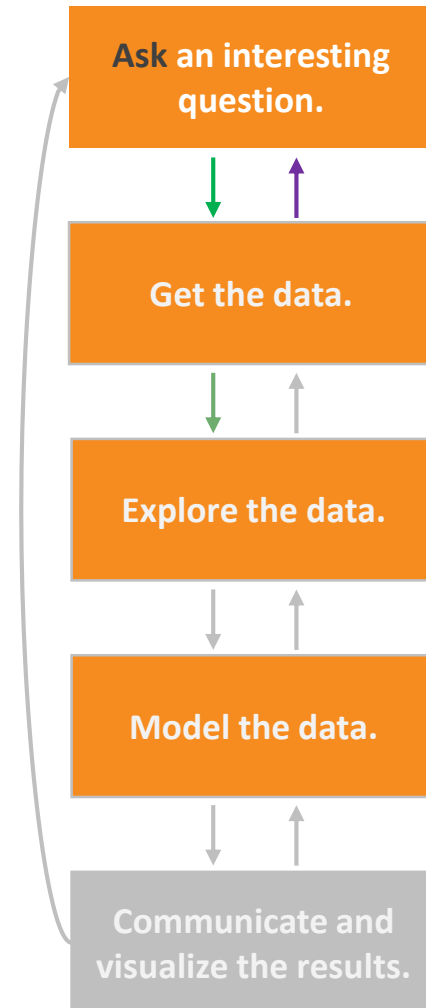 Ask an interesting
question.
Get the data.
Explore the data.
Model the data.
Communicate and
visualize the results.